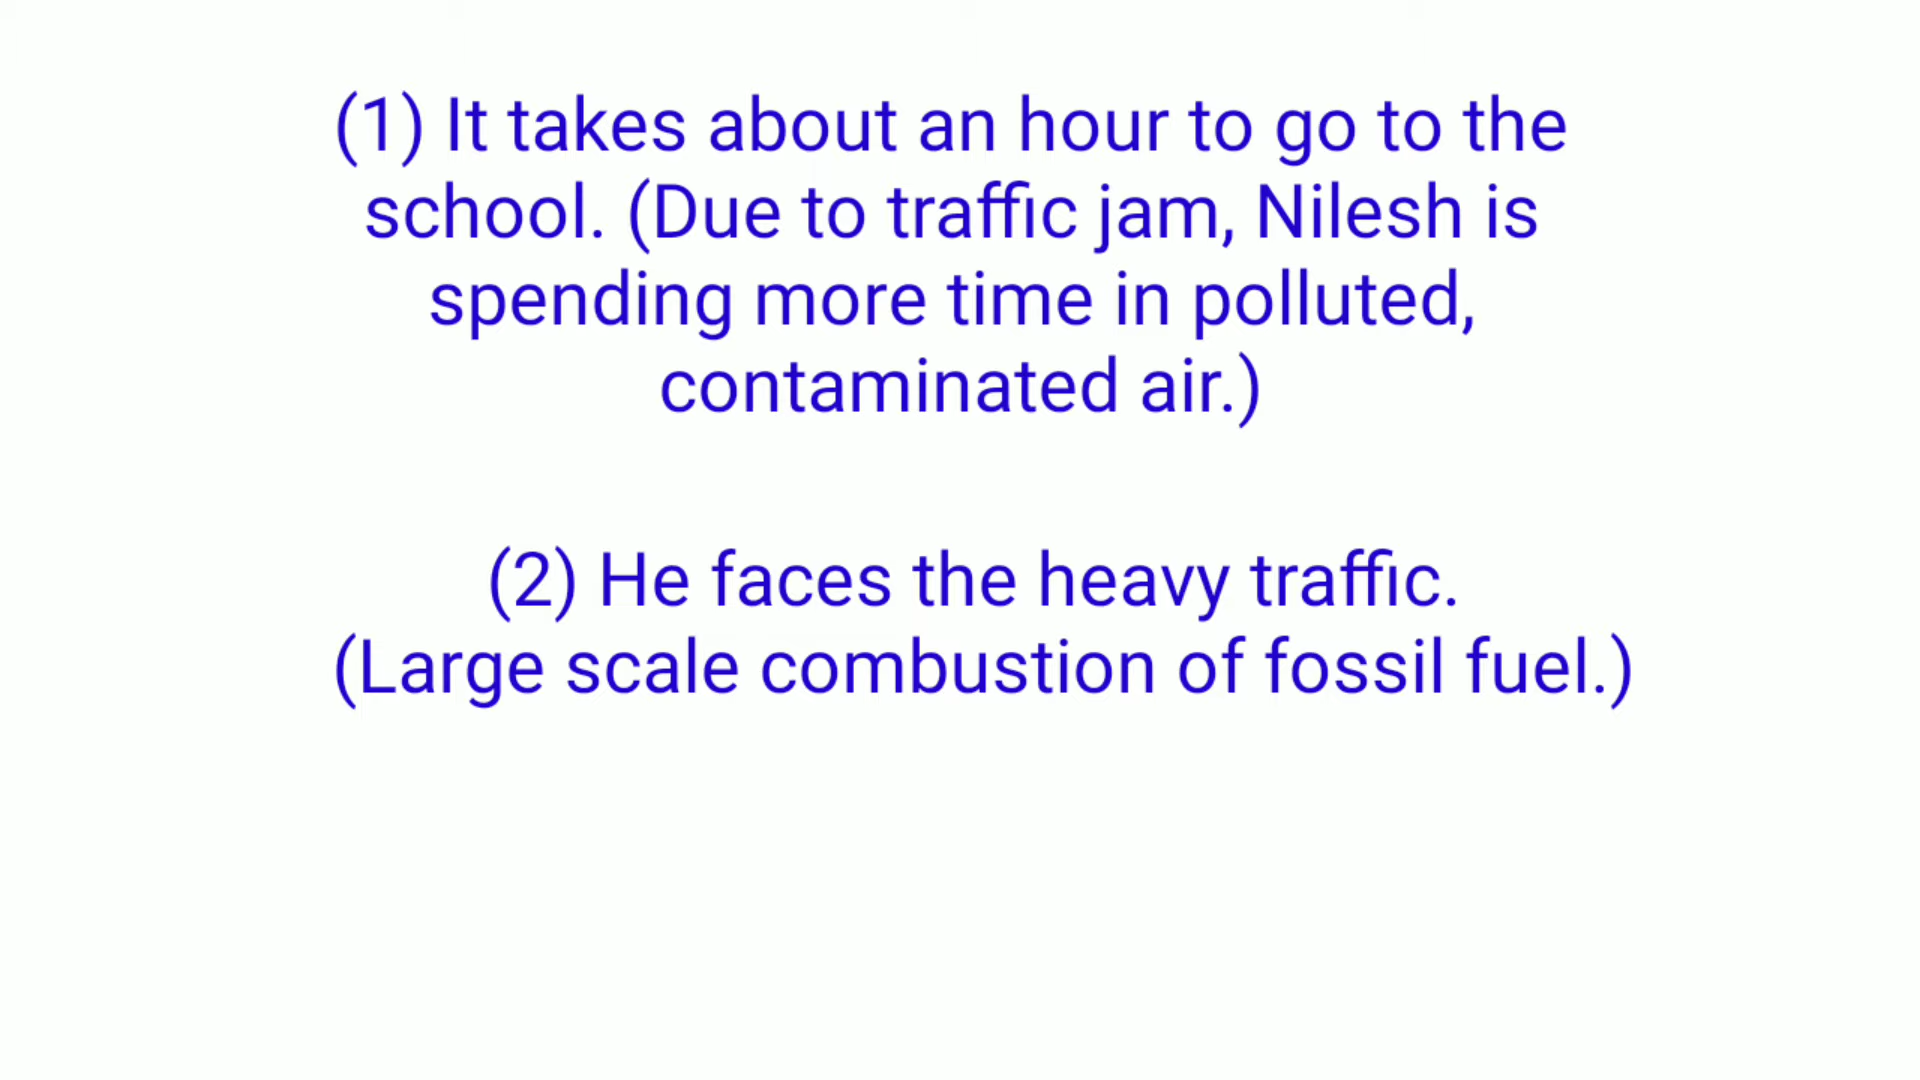 (1) It takes about an hour to go to the
school. (Due to traffic jam, Nilesh is
spending more time in polluted,
contaminated air.)
(2) He faces the heavy traffic.
(Large scale combustion of fossil fuel.)